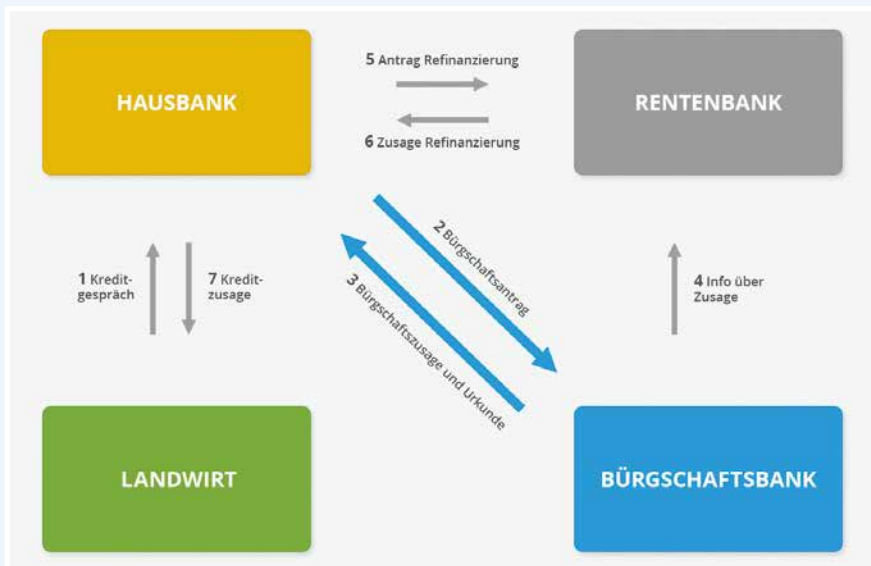 HAUSBANK
5 Antrag Refinanzierung
6 Zusage Refinanzierung
RENTENBANK
1 Kredit-
gespräch
7 Kredit-
zusage
2 Bürgschaftsantrag
3 Bürgschaftszusage und Urkunde
4 Info über
Zusage
LANDWIRT
BÜRGSCHAFTSBANK